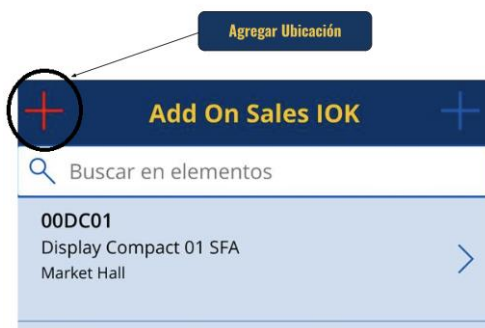 Agregar Ubicación
Add On Sales IOK
Buscar en elementos
00DC01
Display Compact 01 SFA
Market Hall